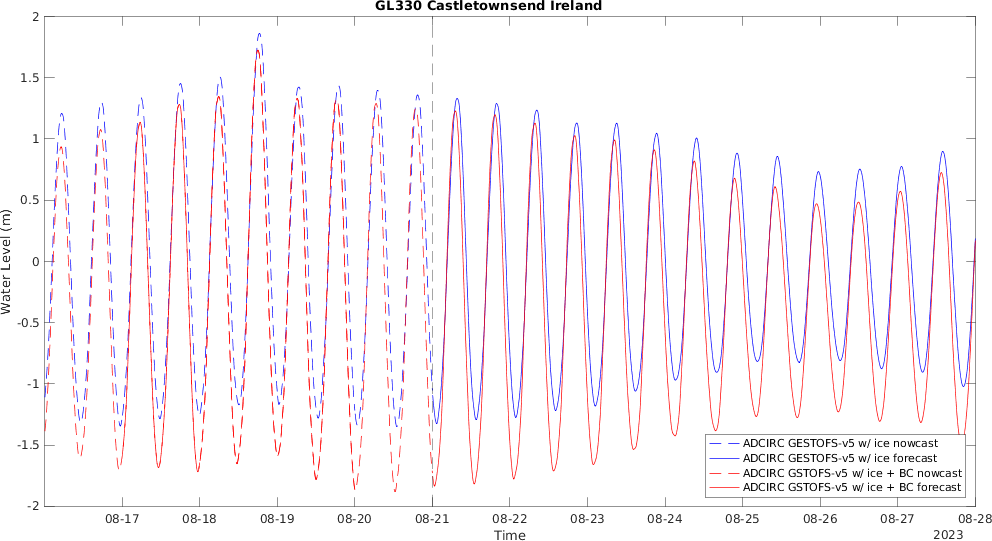 GL330 Castletownsend Ireland
2
1.5
1
0.5
0
-0.5
-1
-1.5
-2
Water Level (m)
ADCIRC GESTOFS-v5 w/ ice nowcast
ADCIRC GESTOFS-v5 w/ ice forecast
ADCIRC GSTOFS-v5 w/ ice + BC nowcast
ADCIRC GSTOFS-v5 w/ ice + BC forecast
08-17 08-18 08-19 08-20 08-21 08-22 08-23 08-24 08-25 08-26 08-27 08-28
Time
2023